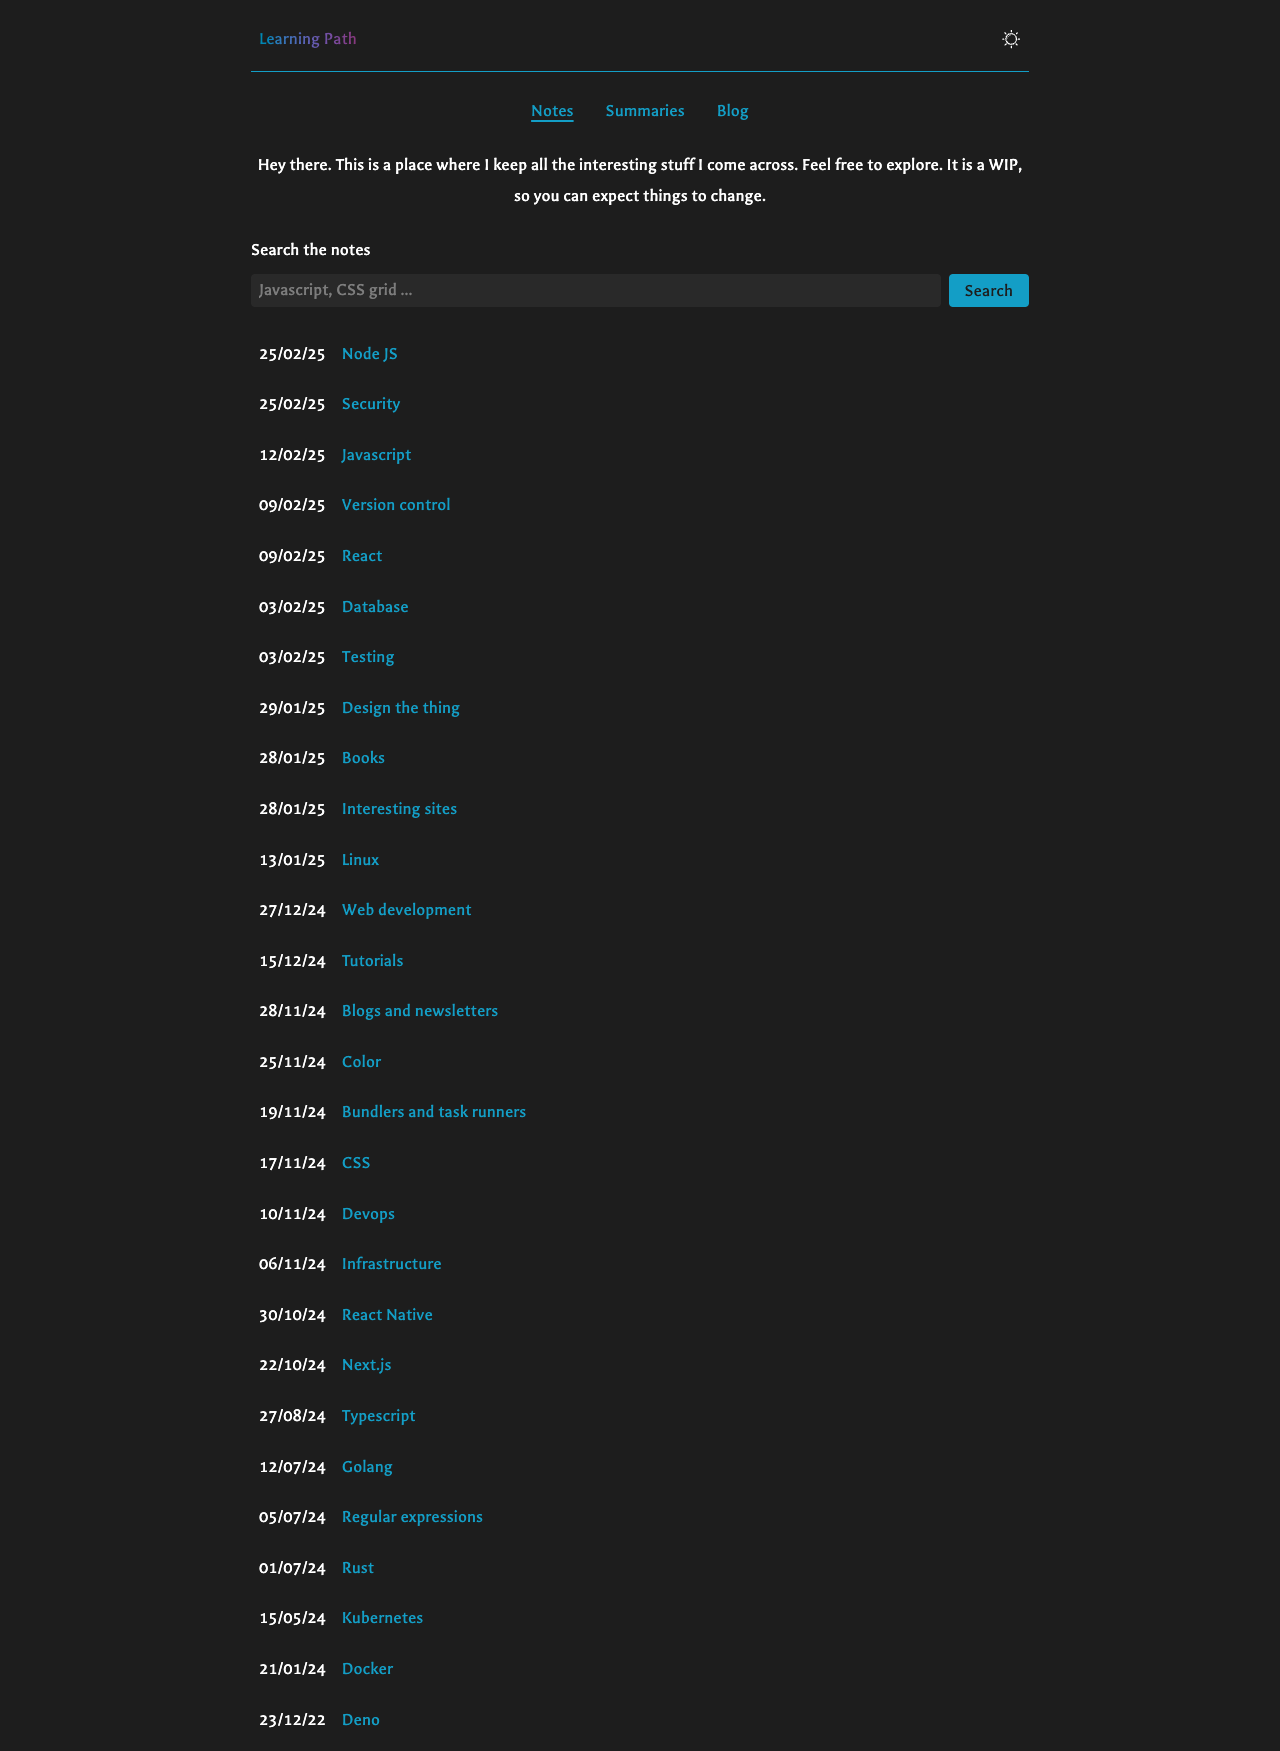 Learning Path
Notes Summaries Blog
Hey there. This is a place where I keep all the interesting stuff I come across. Feel free to explore. It is a WIP,
so you can expect things to change.
Search the notes
Javascript, CSS grid ... Search
25/02/25 Node JS
25/02/25 Security
12/02/25 Javascript
09/02/25 Version control
09/02/25 React
03/02/25 Database
03/02/25 Testing
29/01/25 Design the thing
28/01/25 Books
28/01/25 Interesting sites
13/01/25 Linux
27/12/24 Web development
15/12/24 Tutorials
28/11/24 Blogs and newsletters
25/11/24 Color
19/11/24 Bundlers and task runners
17/11/24 CSS
10/11/24 Devops
06/11/24 Infrastructure
30/10/24 React Native
22/10/24 Next.js
27/08/24 Typescript
12/07/24 Golang
05/07/24 Regular expressions
01/07/24 Rust
15/05/24 Kubernetes
21/01/24 Docker
23/12/22 Deno